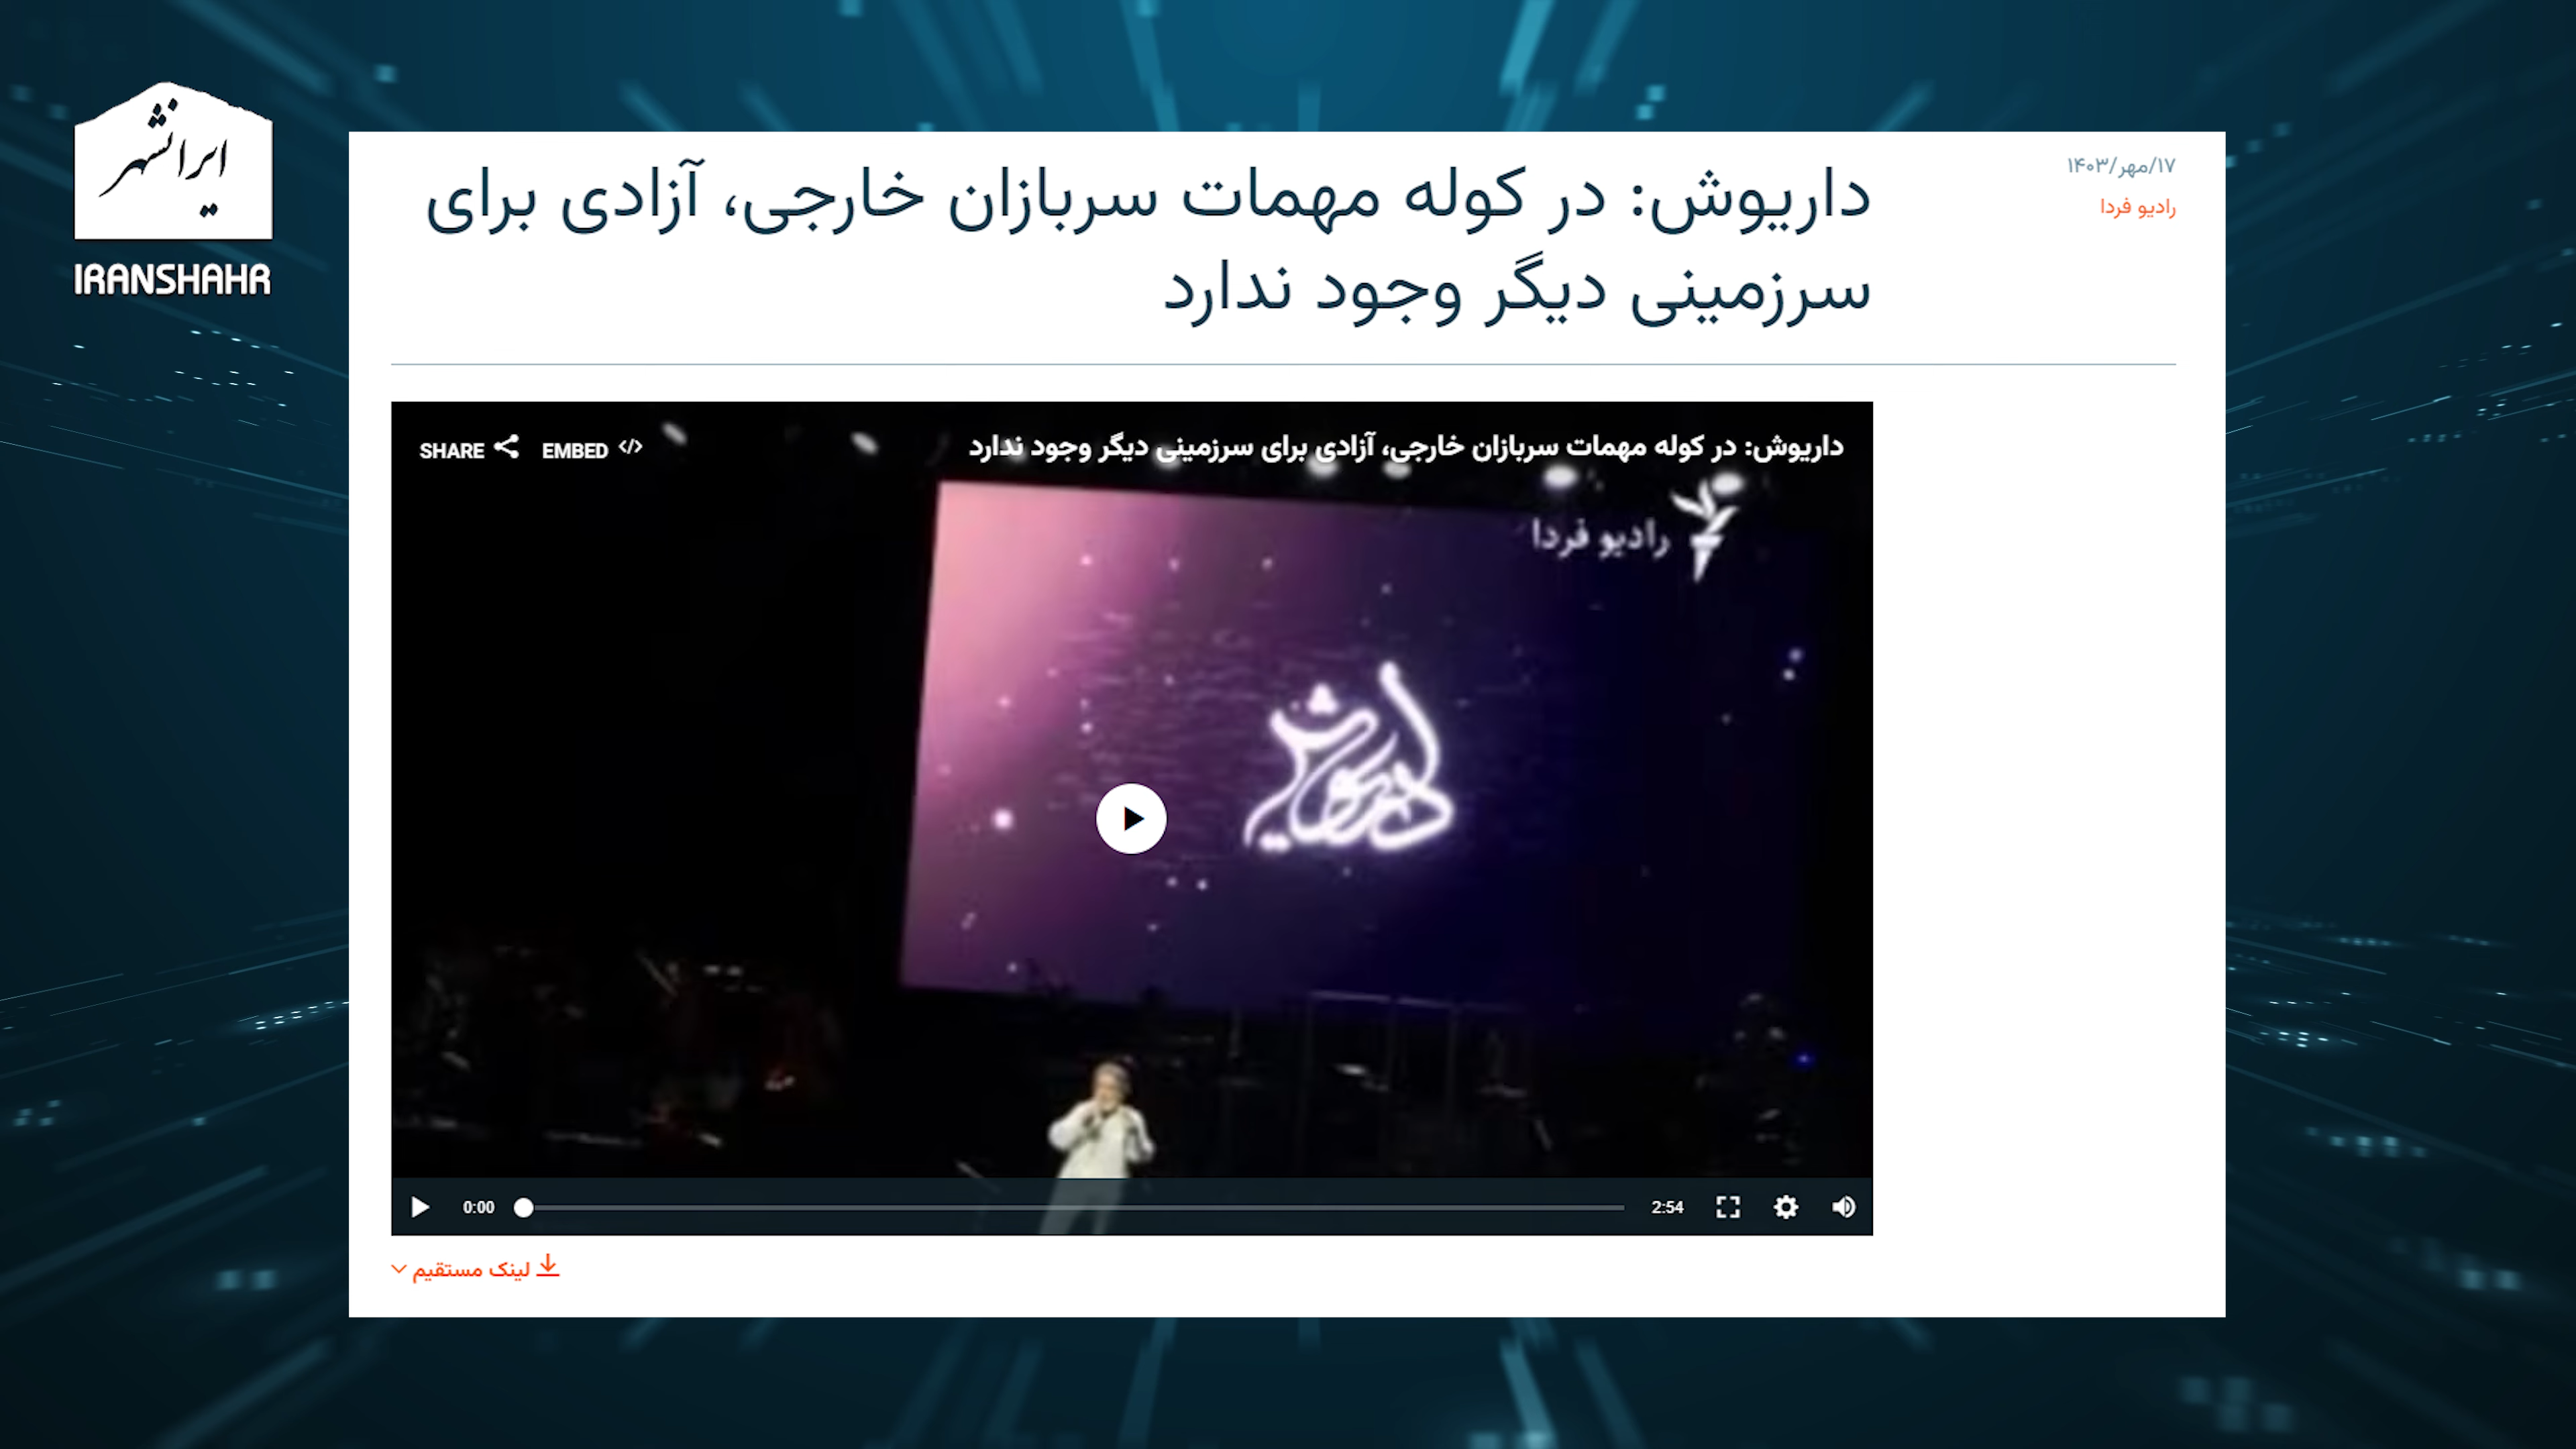 ایرانشهر
IRANSHAHR
۱۷/مهر/۱۴۰۳
رادیو فردا
داریوش: در کوله مهمات سربازان خارجی، آزادی برای
سرزمینی دیگر وجود ندارد
داریوش: در کوله مهمات سربازان خارجی، آزادی برای سرزمینی دیگر وجود ندارد
SHARE EMBED </>
رادیو فردا
داریوش
0:00 2:54
لینک مستقیم